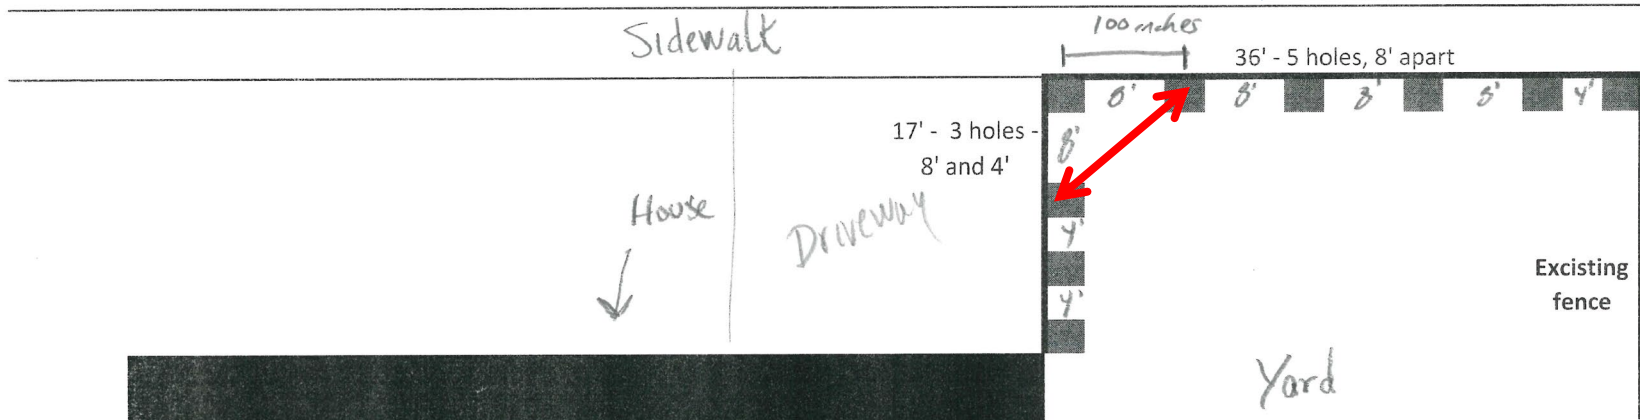 Sidewalk
100 inches
36' - 5 holes, 8' apart
8' 8' 8' 8' 4'
17' - 3 holes -
8' and 4'
8'
House
Driveway
4'
4'
Excisting
fence
Yard